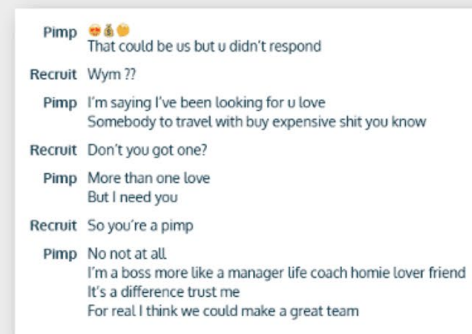 Pimp 😍💰🤔
That could be us but u didn't respond
Recruit Wym ??
Pimp I'm saying I've been looking for u love
Somebody to travel with buy expensive shit you know
Recruit Don't you got one?
Pimp More than one love
But I need you
Recruit So you're a pimp
Pimp No not at all
I'm a boss more like a manager life coach homie lover friend
It's a difference trust me
For real I think we could make a great team